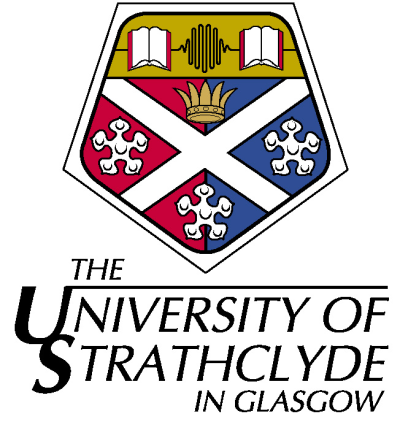 THE
UNIVERSITY OF
STRATHCLYDE
IN GLASGOW